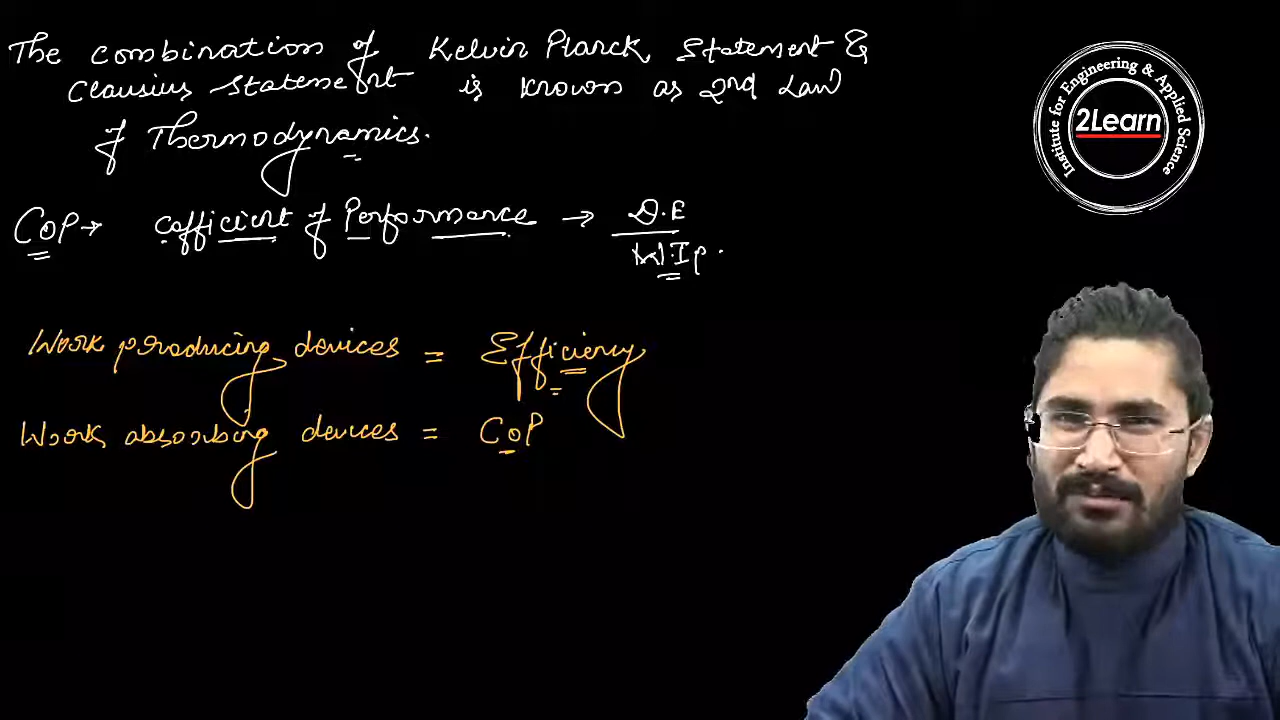 The combination of Kelvin Planck Statement &
Clausius Statement is known as 2nd Law
of Thermodynamics.
COP → cofficient of Performance → D.E
W.Ip.
Work producing devices = Efficiency
Work absorbing devices = COP
Institute for Engineering & Applied Science
2Learn